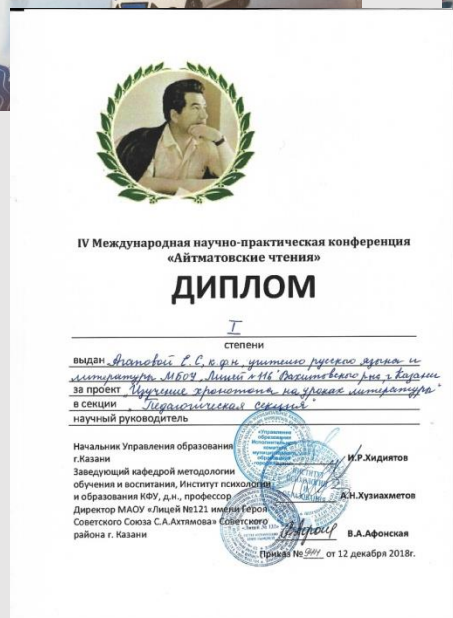 IV Международная научно-практическая конференция
«Айтматовские чтения»
ДИПЛОМ
I
степени
выдан Агаповой Е.С, к.ф.н, учителю русского языка и
литературы МБОУ „Лицей №116" Вахитовского р-на, г. Казани
за проект "Изучение хронотопа на уроках литературы"
в секции „Педагогическая секция"
научный руководитель
Начальник Управления образования
г.Казани
И.Р.Хидиятов
Заведующий кафедрой методологии
обучения и воспитания, Институт психологии
и образования КФУ, д.н., профессор
А.Н.Хузиахметов
Директор МАОУ «Лицей №121 имени Героя
Советского Союза С.А.Ахтямова» Советского
района г. Казани
В.А.Афонская
Приказ № 944 от 12 декабря 2018г.